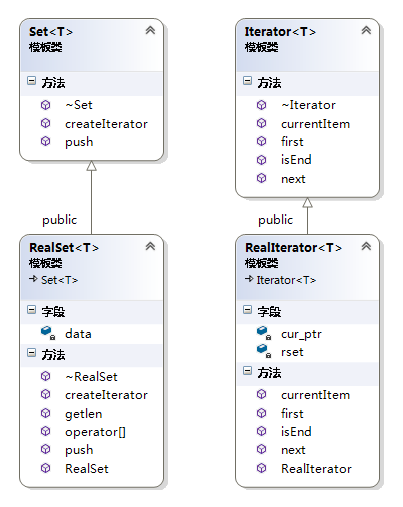 Set<T>
模板类
方法
~Set
createIterator
push
Iterator<T>
模板类
方法
~Iterator
currentItem
first
isEnd
next
public
public
RealSet<T>
模板类
Set<T>
字段
data
方法
~RealSet
createIterator
getlen
operator[]
push
RealSet
RealIterator<T>
模板类
Iterator<T>
字段
cur_ptr
rset
方法
currentItem
first
isEnd
next
RealIterator